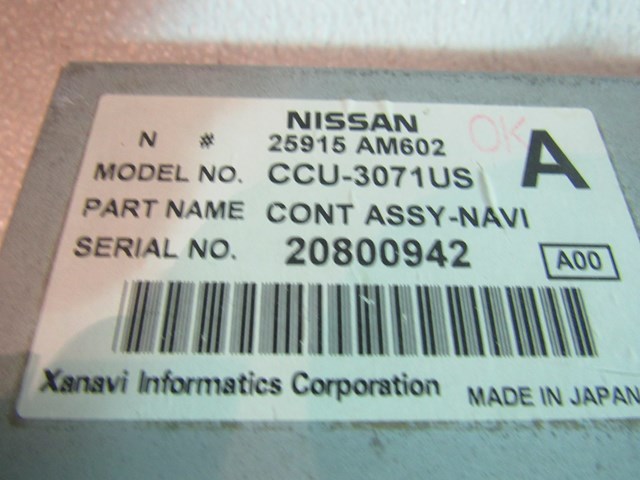 NISSAN
N # 25915 AM602 OK A
MODEL NO. CCU-3071US
PART NAME CONT ASSY-NAVI
SERIAL NO. 20800942 A00
Xanavi Informatics Corporation MADE IN JAPAN